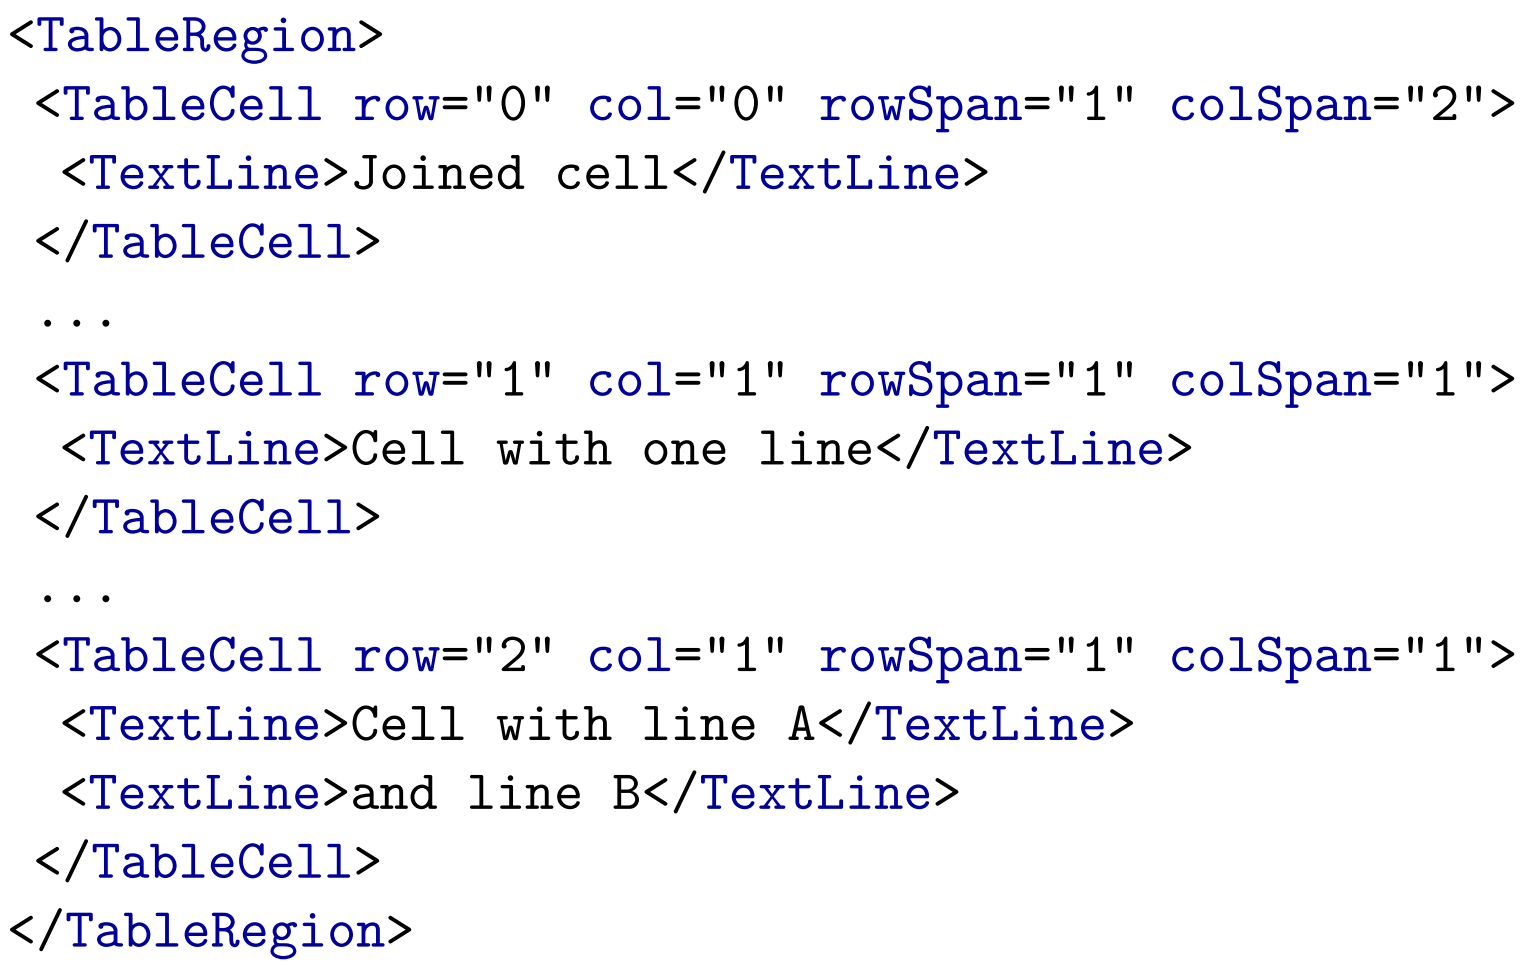 <TableRegion>
 <TableCell row="0" col="0" rowSpan="1" colSpan="2">
  <TextLine>Joined cell</TextLine>
 </TableCell>
 ...
 <TableCell row="1" col="1" rowSpan="1" colSpan="1">
  <TextLine>Cell with one line</TextLine>
 </TableCell>
 ...
 <TableCell row="2" col="1" rowSpan="1" colSpan="1">
  <TextLine>Cell with line A</TextLine>
  <TextLine>and line B</TextLine>
 </TableCell>
</TableRegion>